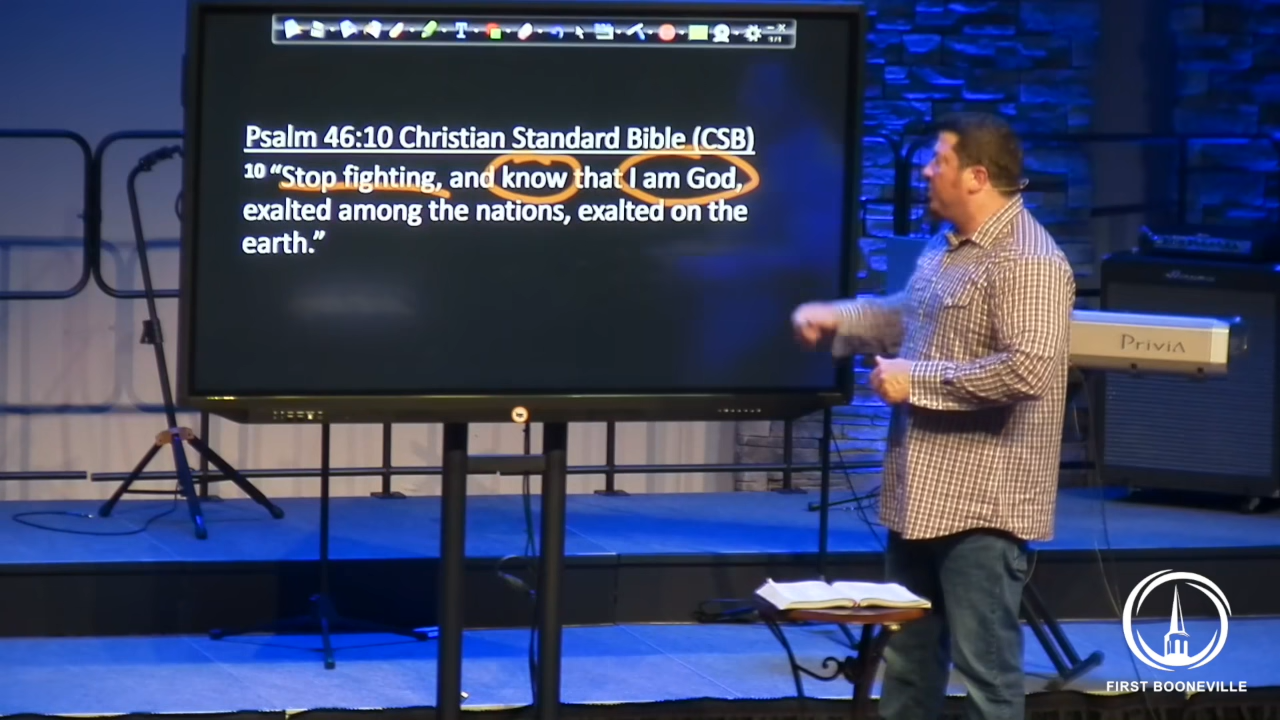 Psalm 46:10 Christian Standard Bible (CSB)
10 “Stop fighting, and know that I am God,
exalted among the nations, exalted on the
earth.”
Privia
FIRST BOONEVILLE